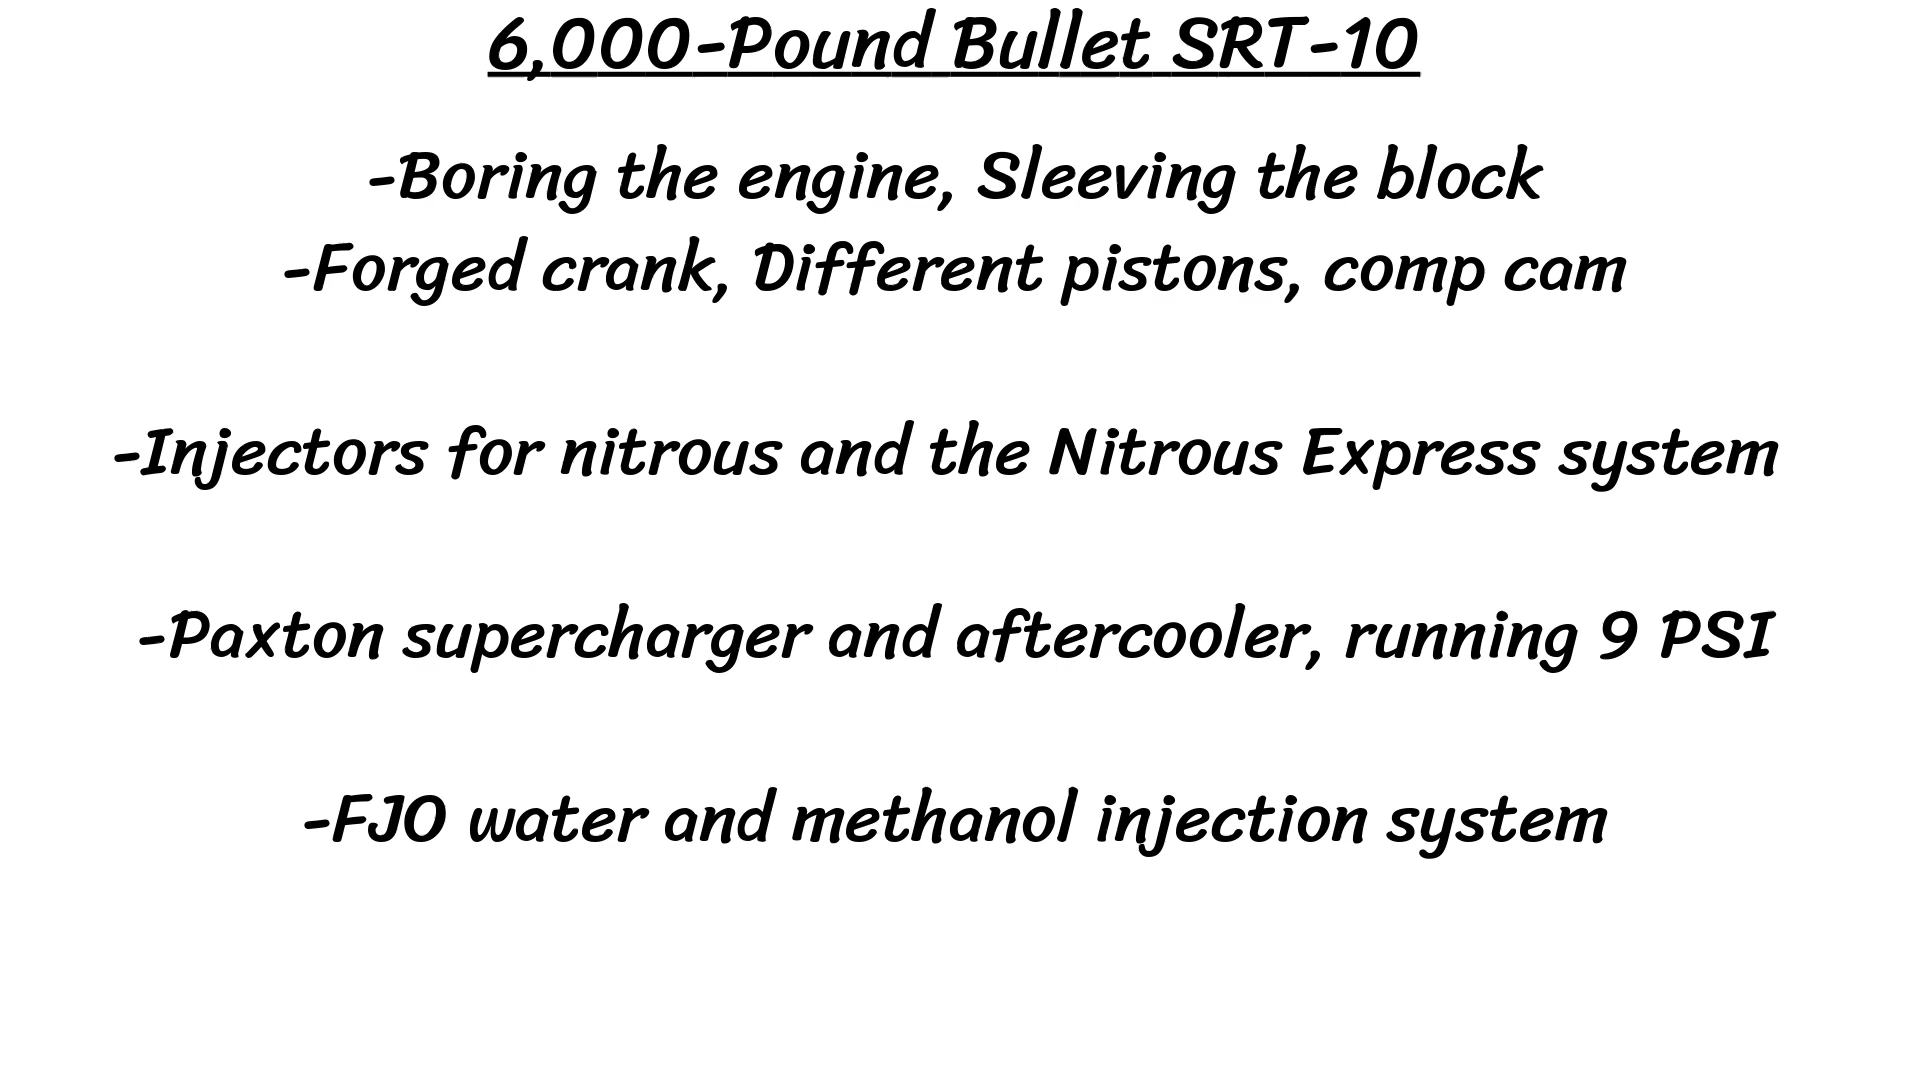 6,000-Pound Bullet SRT-10
-Boring the engine, Sleeving the block
-Forged crank, Different pistons, comp cam
-Injectors for nitrous and the Nitrous Express system
-Paxton supercharger and aftercooler, running 9 PSI
-FJO water and methanol injection system